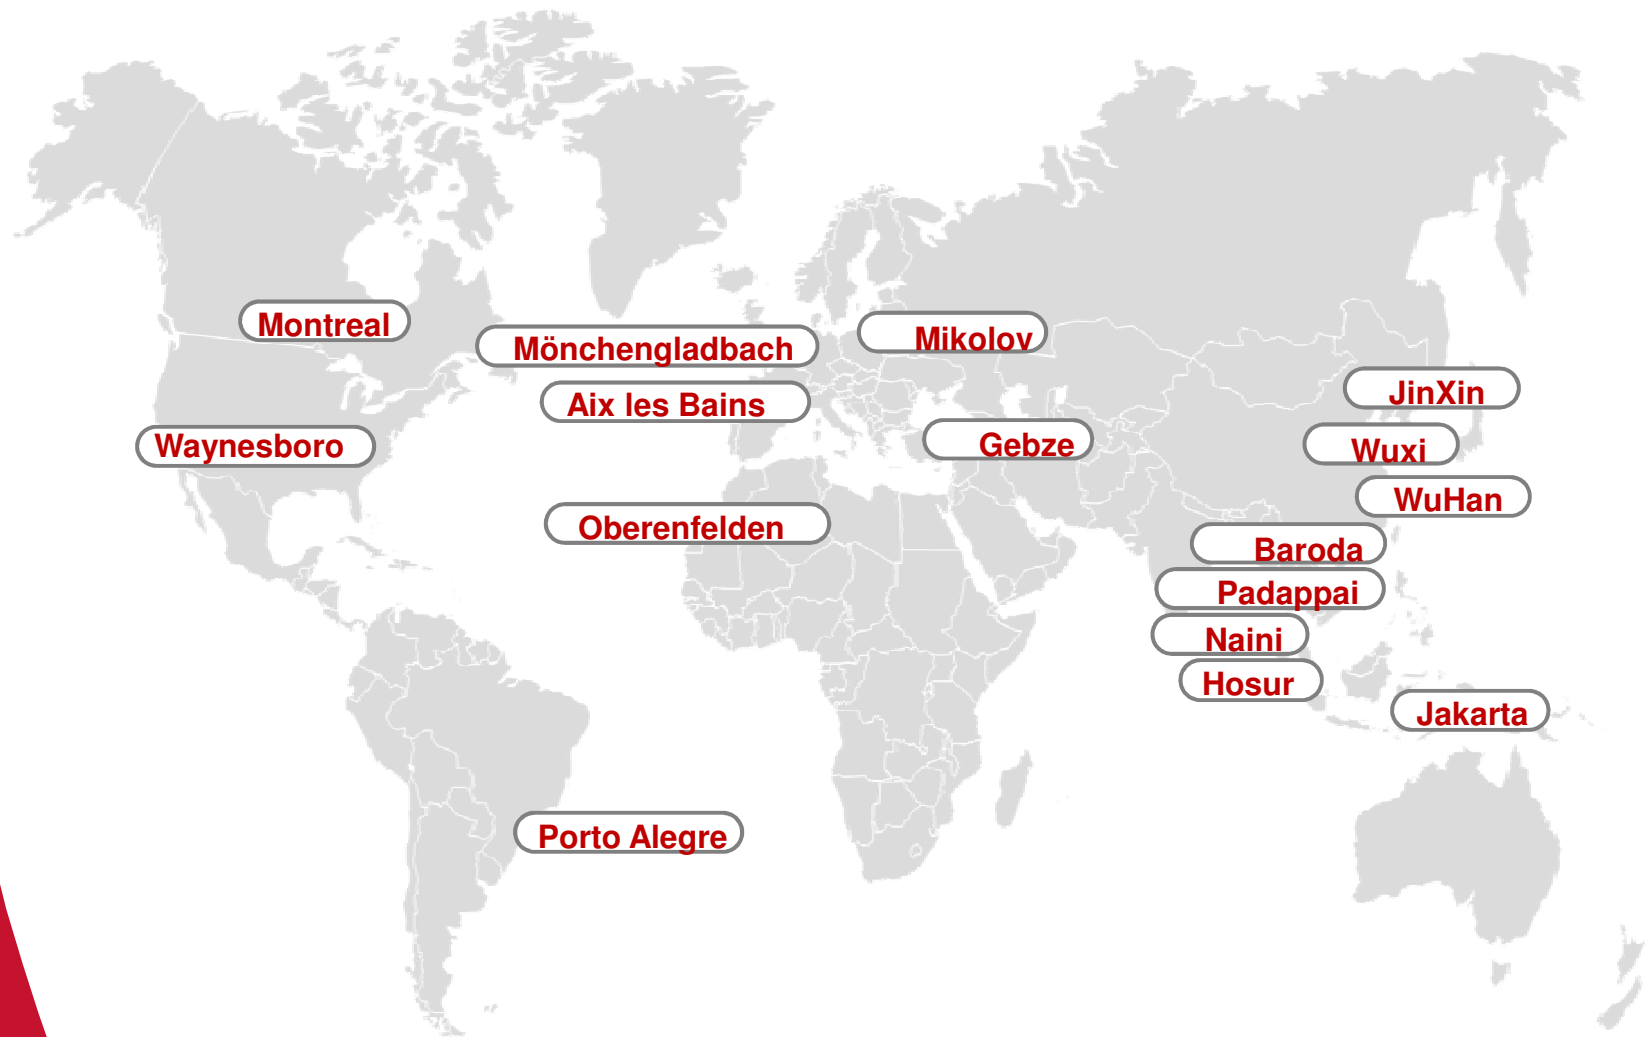 Montreal
Mönchengladbach
Mikolov
Aix les Bains
JinXin
Waynesboro
Gebze
Wuxi
WuHan
Oberenfelden
Baroda
Padappai
Naini
Hosur
Jakarta
Porto Alegre